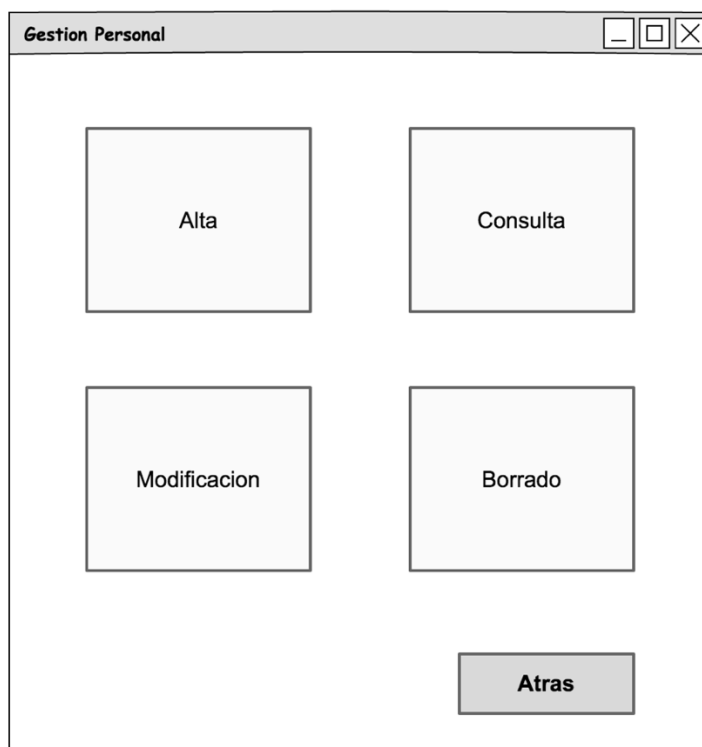 Gestion Personal
Alta
Consulta
Modificacion
Borrado
Atras